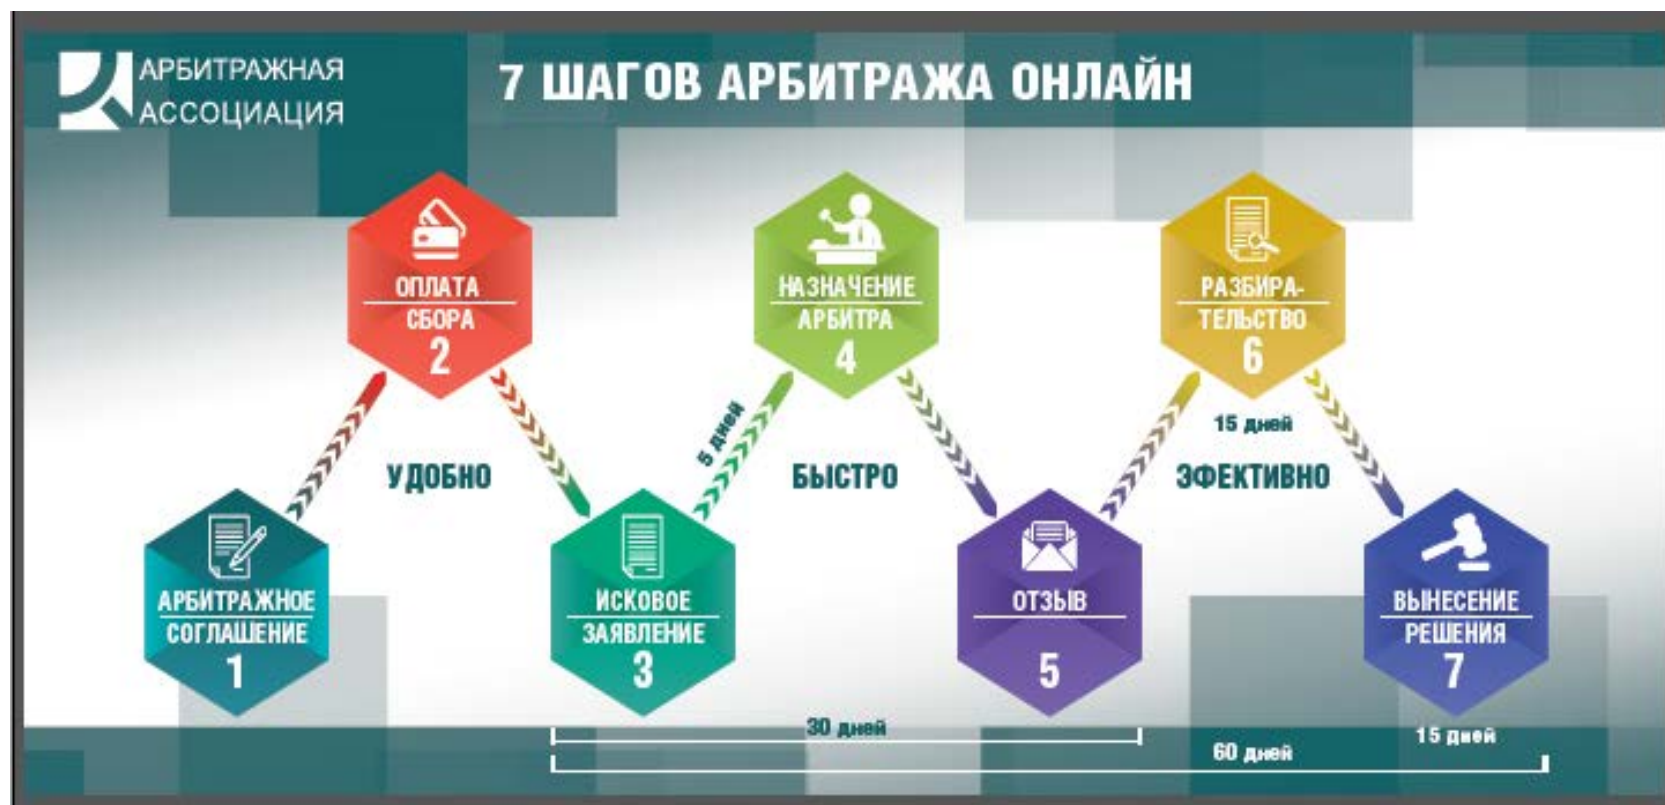 АРБИТРАЖНАЯ
АССОЦИАЦИЯ
7 ШАГОВ АРБИТРАЖА ОНЛАЙН
ОПЛАТА
СБОРА
2
НАЗНАЧЕНИЕ
АРБИТРА
4
РАЗБИРА-
ТЕЛЬСТВО
6
5 дней
15 дней
УДОБНО
БЫСТРО
ЭФЕКТИВНО
АРБИТРАЖНОЕ
СОГЛАШЕНИЕ
1
ИСКОВОЕ
ЗАЯВЛЕНИЕ
3
ОТЗЫВ
5
ВЫНЕСЕНИЕ
РЕШЕНИЯ
7
30 дней
15 дней
60 дней